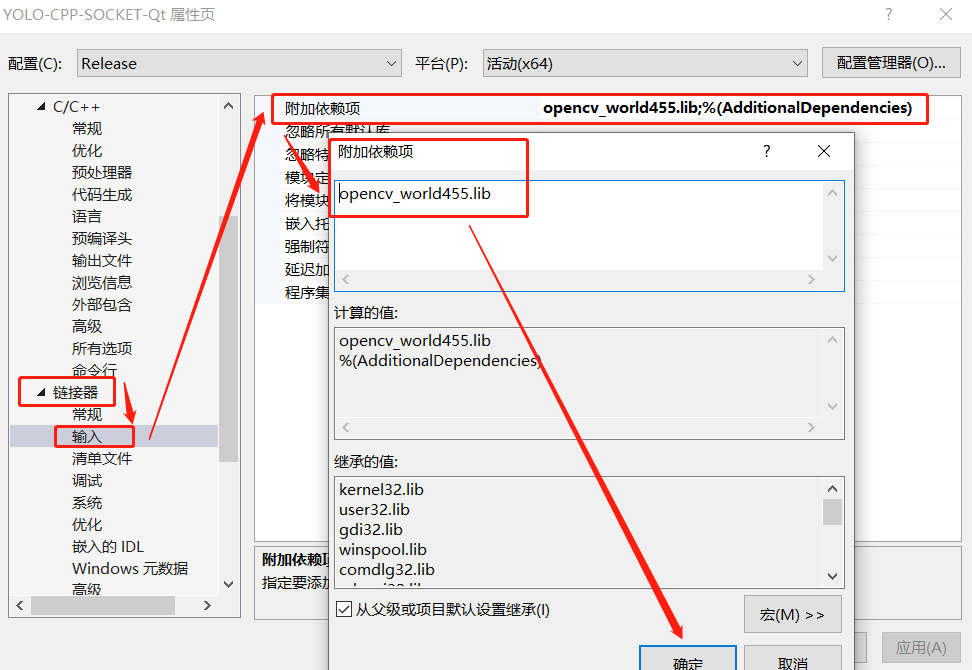 YOLO-CPP-SOCKET-Qt 属性页
配置(C):
Release
平台(P):
活动(x64)
配置管理器(O)...
C/C++
常规
优化
预处理器
代码生成
语言
预编译头
输出文件
浏览信息
外部包含
高级
所有选项
命令行
链接器
常规
输入
清单文件
调试
系统
优化
嵌入的 IDL
Windows 元数据
高级
附加依赖项
opencv_world455.lib;%(AdditionalDependencies)
忽略所有默认库
忽略特
模块定
将模块
嵌入托
强制符
延迟加
程序集
附加依赖项
指定要添加
附加依赖项
opencv_world455.lib
计算的值:
opencv_world455.lib
%(AdditionalDependencies)
继承的值:
kernel32.lib
user32.lib
gdi32.lib
winspool.lib
comdlg32.lib
从父级或项目默认设置继承(I)
宏(M) >>
确定
取消
应用(A)